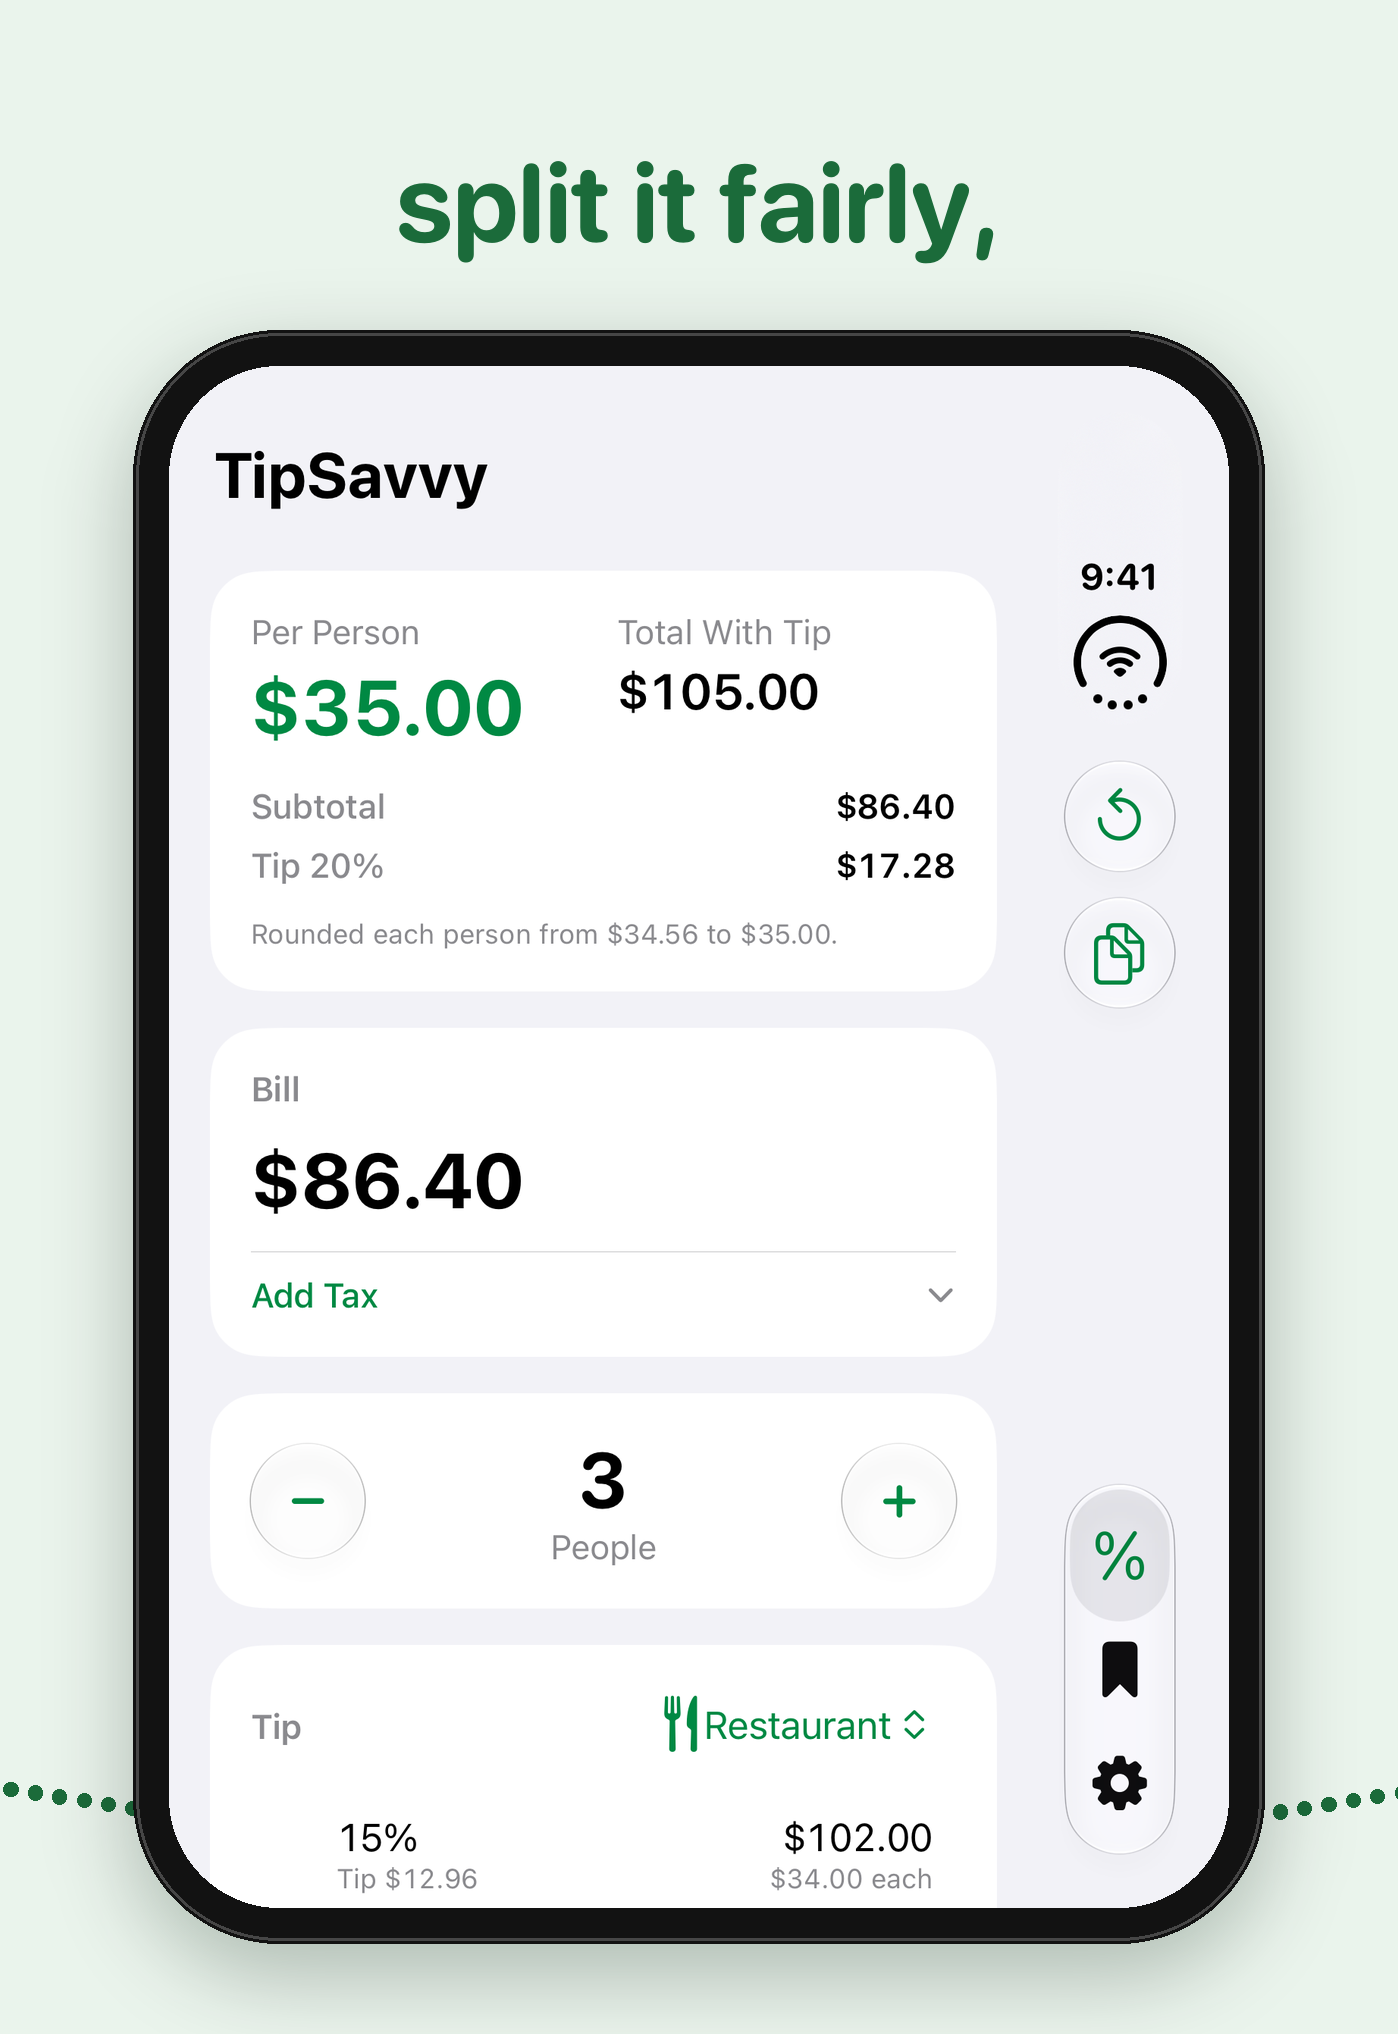 split it fairly,
TipSavvy
9:41
Per Person
Total With Tip
$35.00
$105.00
Subtotal
$86.40
Tip 20%
$17.28
Rounded each person from $34.56 to $35.00.
Bill
$86.40
Add Tax
3
People
%
Tip
Restaurant
15%
$102.00
Tip $12.96
$34.00 each